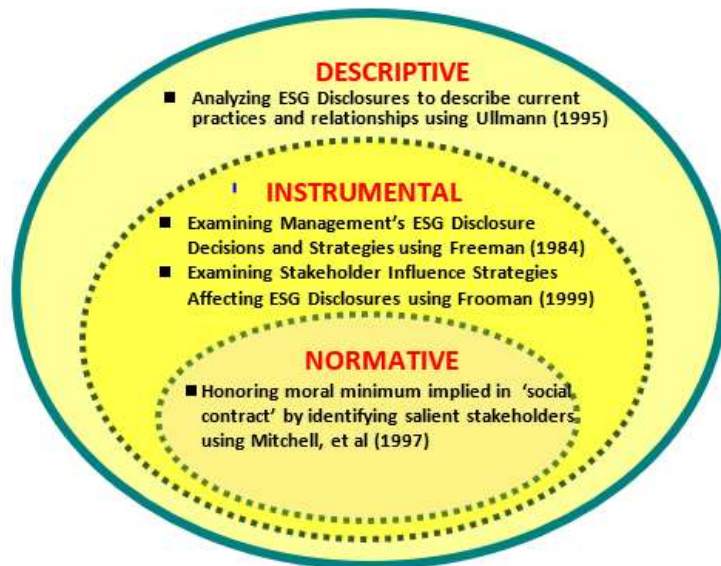 DESCRIPTIVE
■ Analyzing ESG Disclosures to describe current
practices and relationships using Ullmann (1995)
INSTRUMENTAL
■ Examining Management’s ESG Disclosure
Decisions and Strategies using Freeman (1984)
■ Examining Stakeholder Influence Strategies
Affecting ESG Disclosures using Frooman (1999)
NORMATIVE
■ Honoring moral minimum implied in ‘social
contract’ by identifying salient stakeholders
using Mitchell, et al (1997)